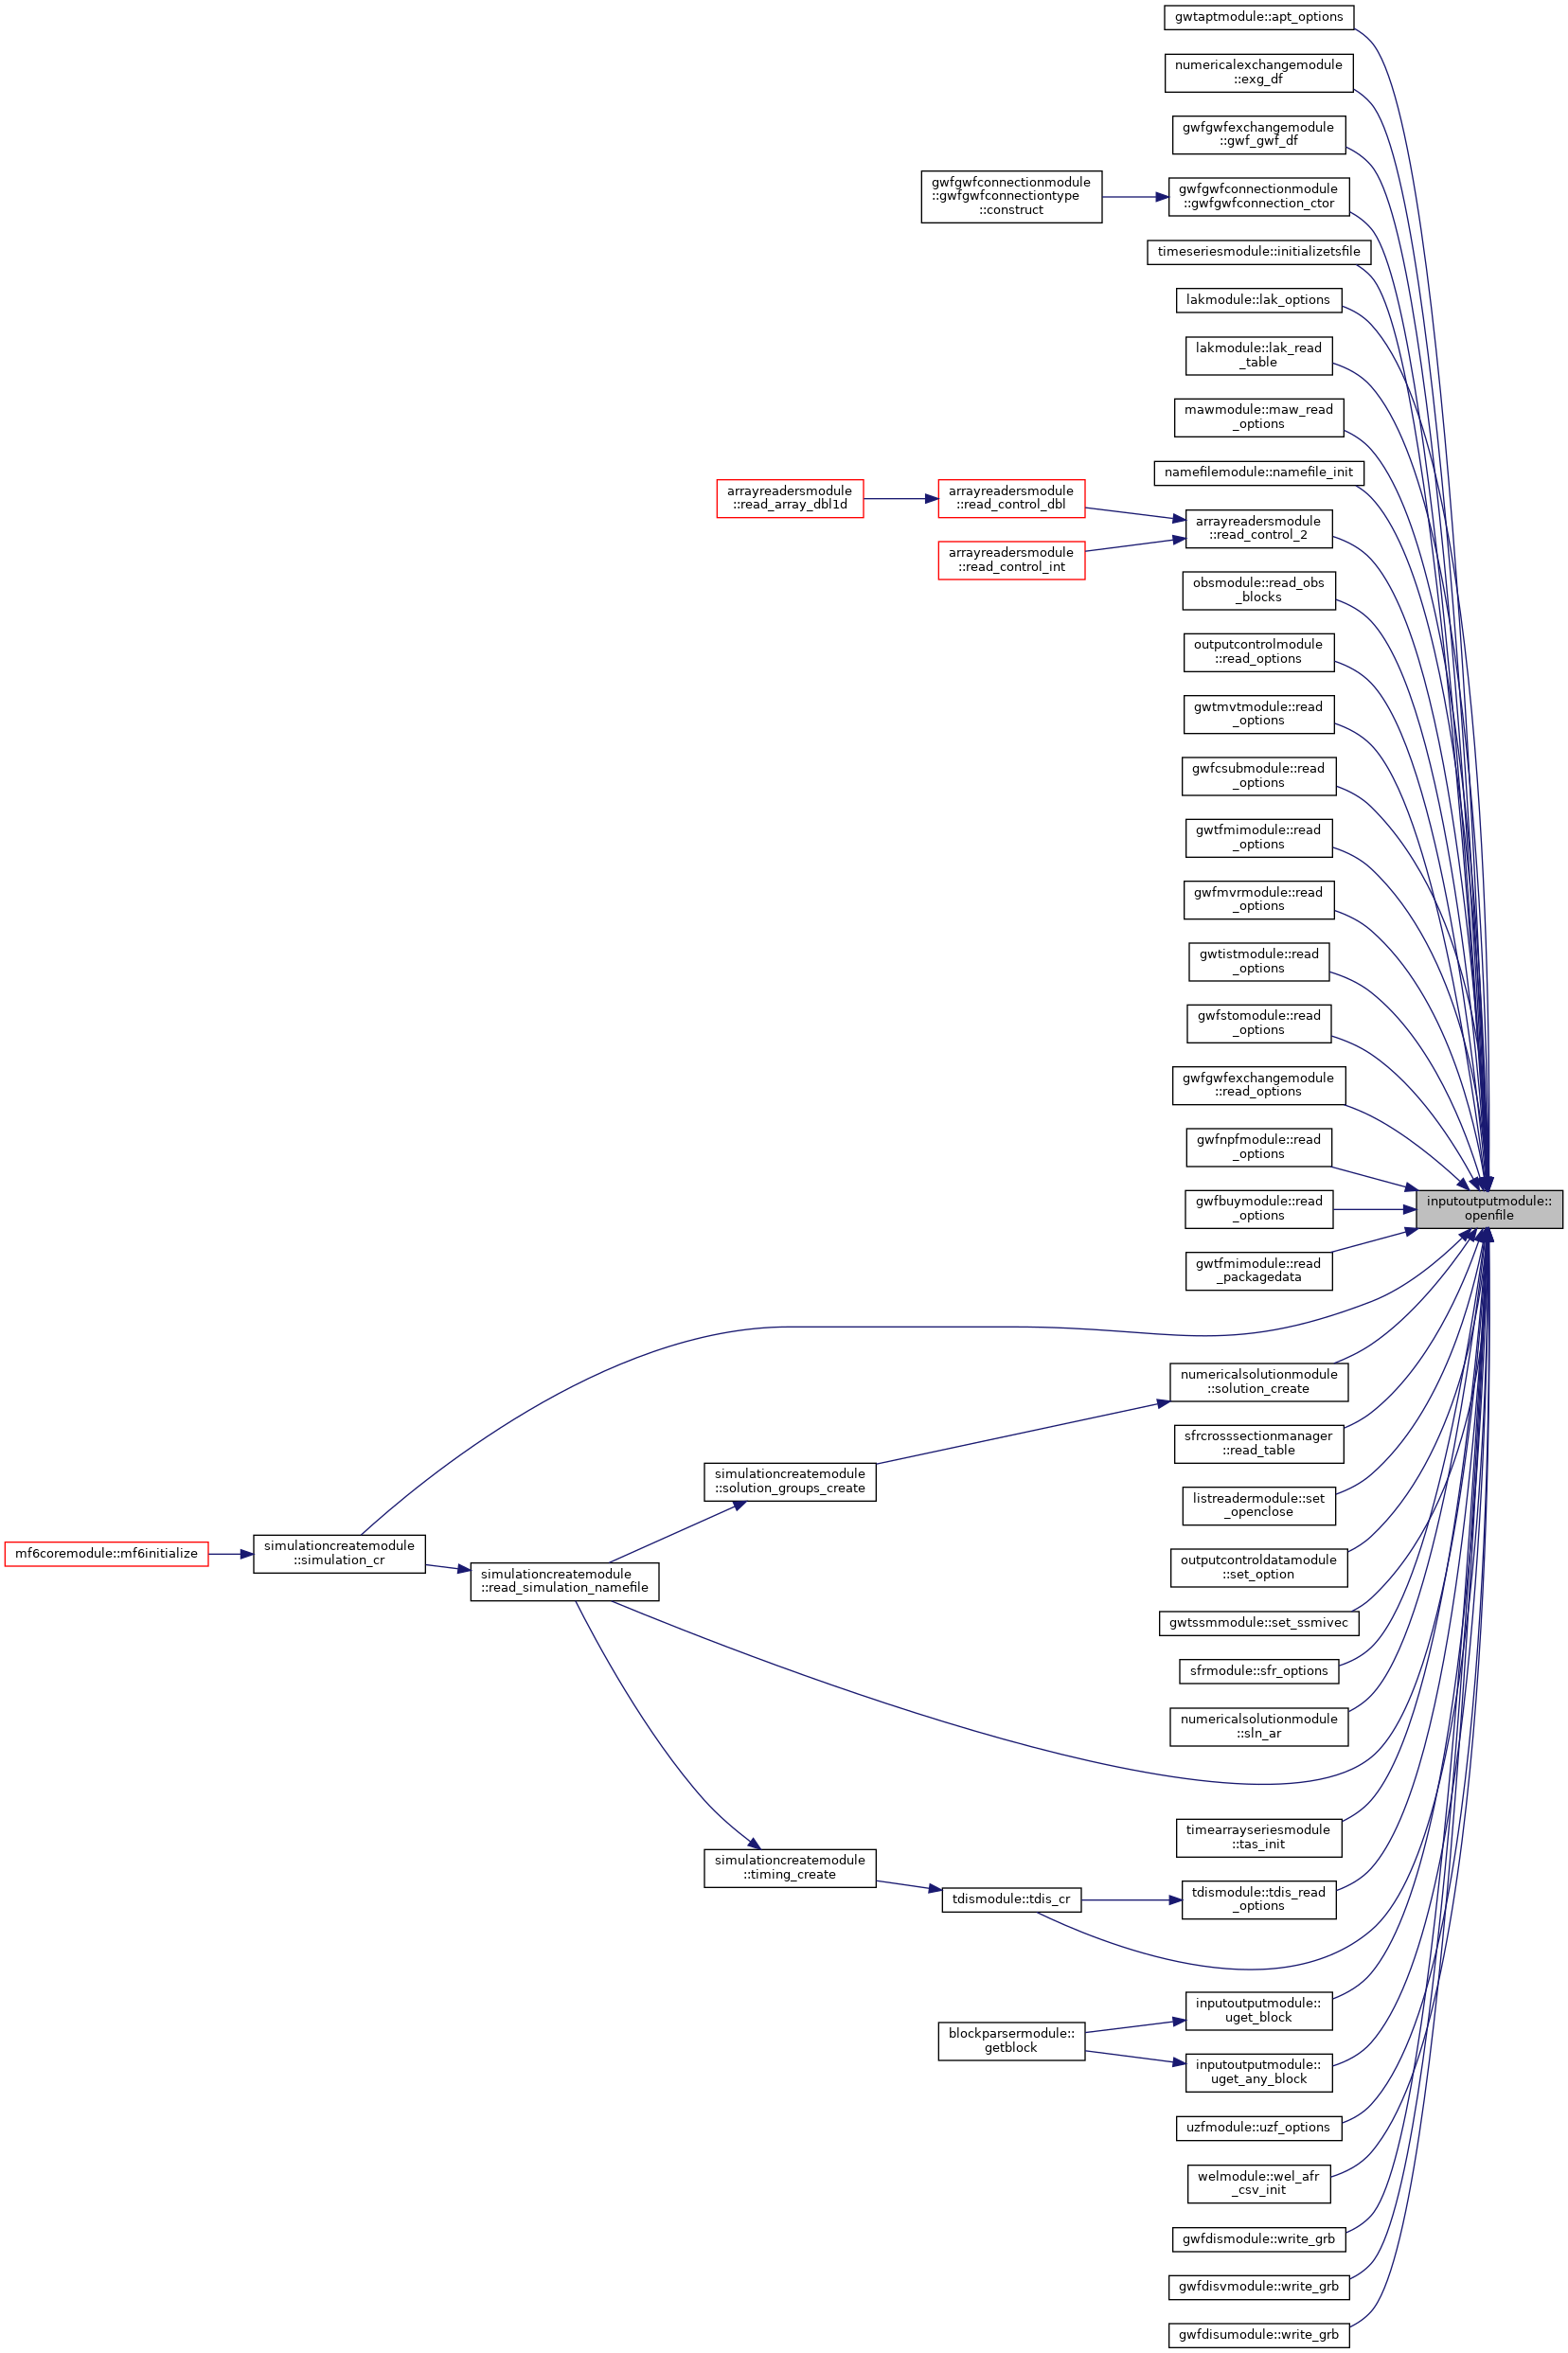 gwtaptmodule::apt_options
numericalexchangemodule
::exg_df
gwfgwfexchangemodule
::gwf_gwf_df
gwfgwfconnectionmodule
::gwfgwfconnectiontype
::construct
gwfgwfconnectionmodule
::gwfgwfconnection_ctor
timeseriesmodule::initializetsfile
lakmodule::lak_options
lakmodule::lak_read
_table
mawmodule::maw_read
_options
namefilemodule::namefile_init
arrayreadersmodule
::read_array_dbl1d
arrayreadersmodule
::read_control_dbl
arrayreadersmodule
::read_control_2
arrayreadersmodule
::read_control_int
obsmodule::read_obs
_blocks
outputcontrolmodule
::read_options
gwtmvtmodule::read
_options
gwfcsubmodule::read
_options
gwtfmimodule::read
_options
gwfmvrmodule::read
_options
gwtistmodule::read
_options
gwfstomodule::read
_options
gwfgwfexchangemodule
::read_options
gwfnpfmodule::read
_options
gwfbuymodule::read
_options
inputoutputmodule::
openfile
gwtfmimodule::read
_packagedata
numericalsolutionmodule
::solution_create
sfrcrosssectionmanager
::read_table
simulationcreatemodule
::solution_groups_create
listreadermodule::set
_openclose
mf6coremodule::mf6initialize
simulationcreatemodule
::simulation_cr
simulationcreatemodule
::read_simulation_namefile
outputcontroldatamodule
::set_option
gwtssmmodule::set_ssmivec
sfrmodule::sfr_options
numericalsolutionmodule
::sln_ar
timearrayseriesmodule
::tas_init
simulationcreatemodule
::timing_create
tdismodule::tdis_cr
tdismodule::tdis_read
_options
inputoutputmodule::
uget_block
blockparsermodule::
getblock
inputoutputmodule::
uget_any_block
uzfmodule::uzf_options
welmodule::wel_afr
_csv_init
gwfdismodule::write_grb
gwfdisvmodule::write_grb
gwfdisumodule::write_grb